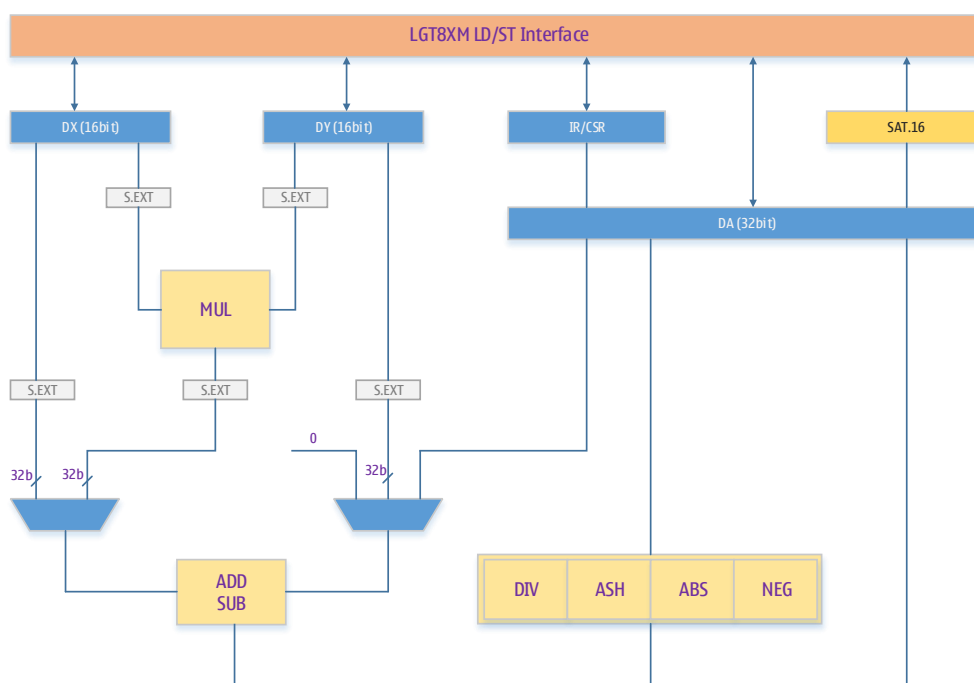 LGT8XM LD/ST Interface
DX (16bit)
DY (16bit)
IR/CSR
SAT.16
S.EXT
S.EXT
DA (32bit)
MUL
S.EXT
S.EXT
S.EXT
0
32b
32b
32b
ADD
SUB
DIV
ASH
ABS
NEG